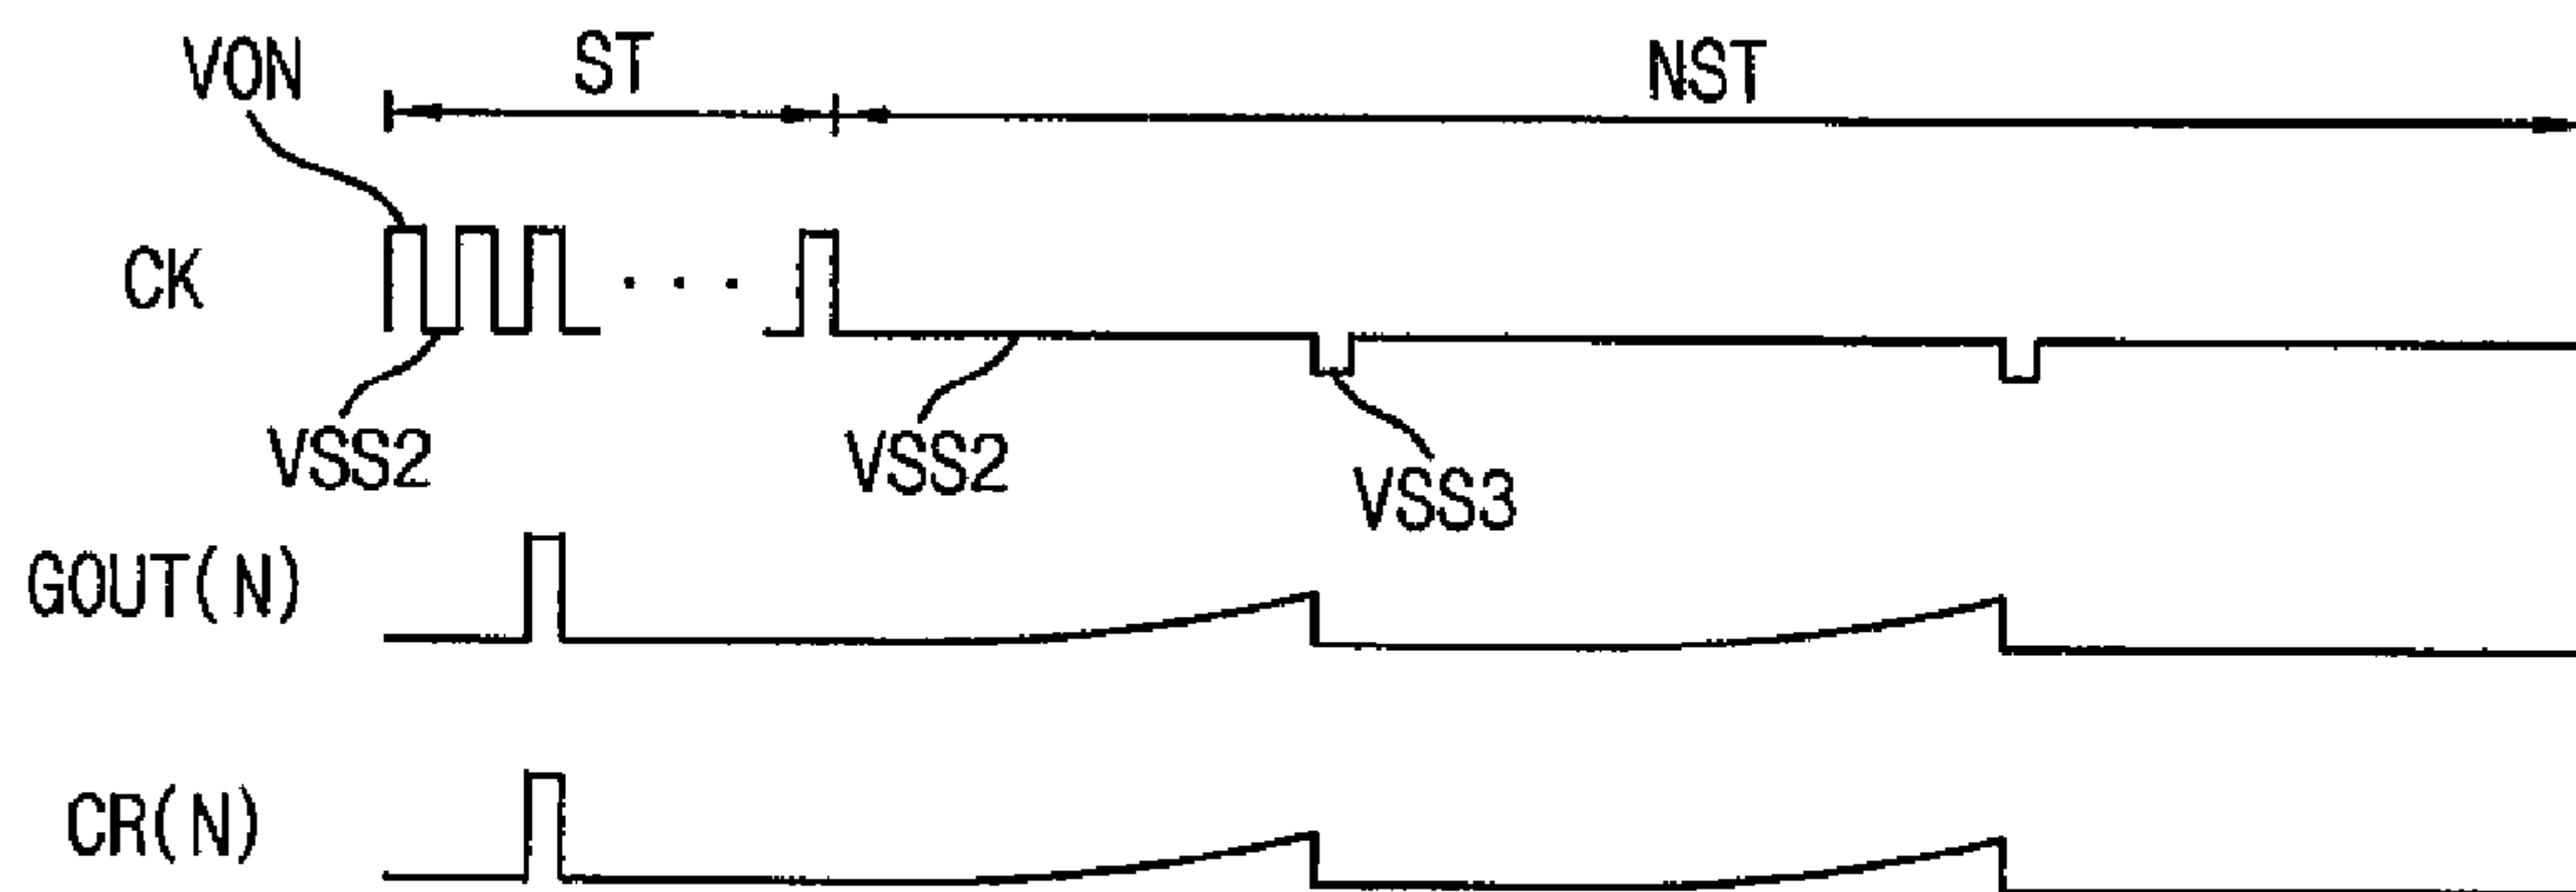 VON
ST
NST
CK
· · ·
VSS2
VSS2
VSS3
GOUT(N)
CR(N)